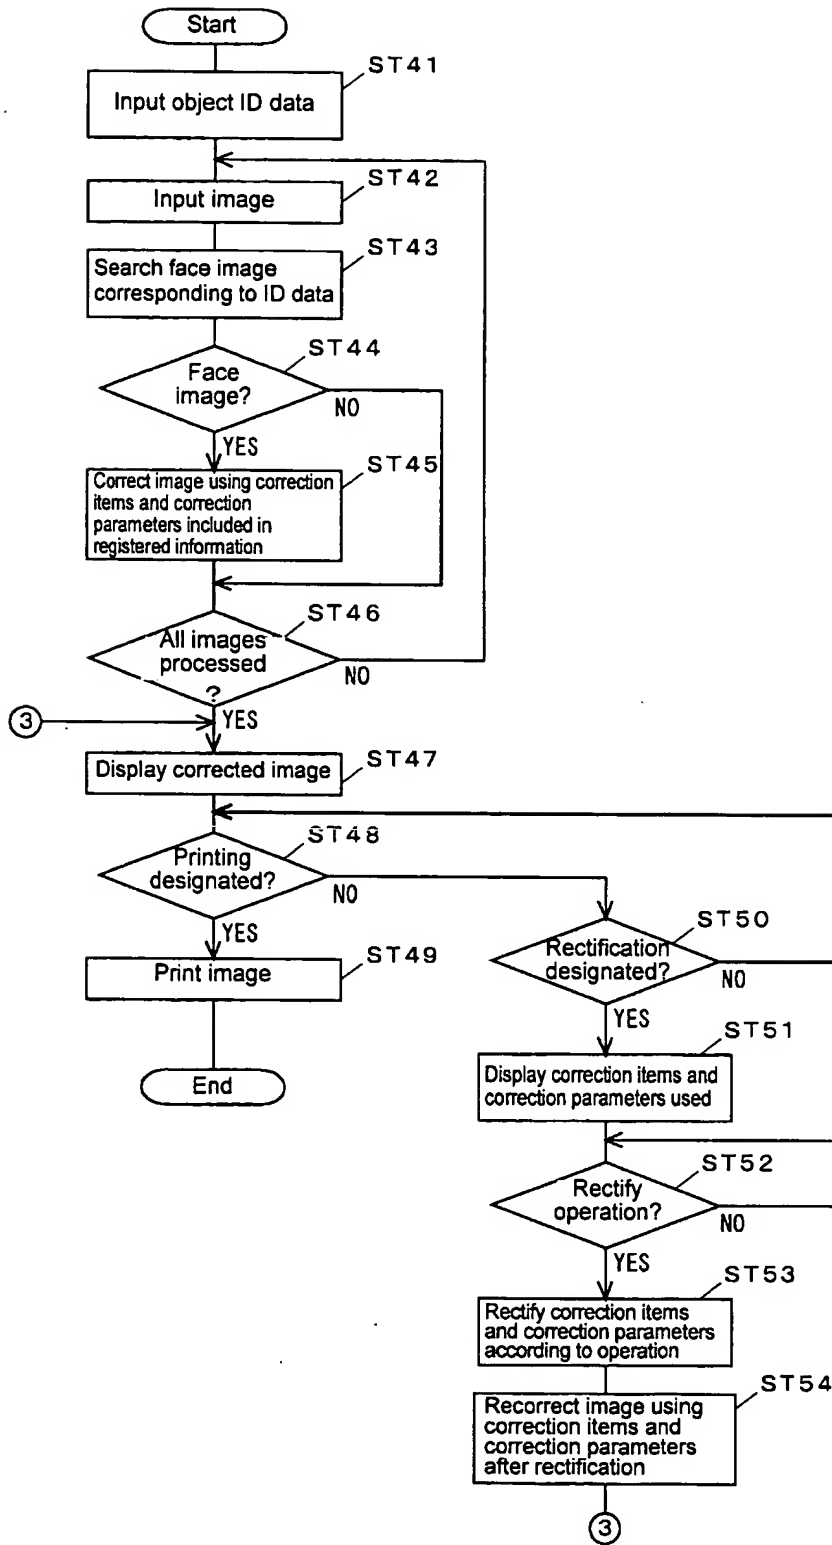 Start
ST41
Input object ID data
ST42
Input image
ST43
Search face image
corresponding to ID data
ST44
Face
image?
NO
YES
ST45
Correct image using correction
items and correction
parameters included in
registered information
ST46
All images
processed
?
NO
3
YES
ST47
Display corrected image
ST48
Printing
designated?
NO
YES
ST49
Print image
End
ST50
Rectification
designated?
NO
YES
ST51
Display correction items and
correction parameters used
ST52
Rectify
operation?
NO
YES
ST53
Rectify correction items
and correction parameters
according to operation
ST54
Recorrect image using
correction items and
correction parameters
after rectification
3